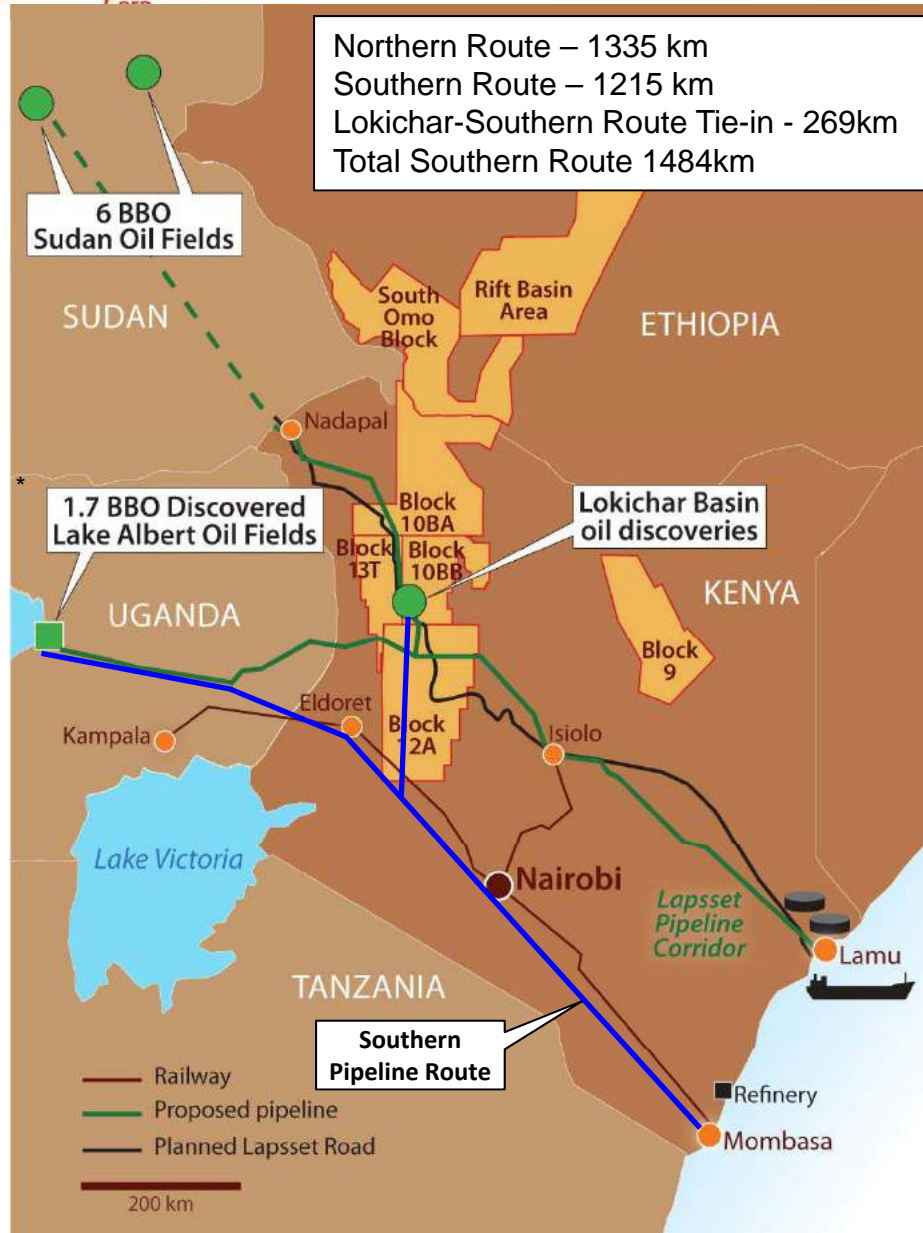 Northern Route – 1335 km
Southern Route – 1215 km
Lokichar-Southern Route Tie-in - 269km
Total Southern Route 1484km
6 BBO
Sudan Oil Fields
SUDAN
South
Omo
Block
Rift Basin
Area
ETHIOPIA
Nadapal
*
1.7 BBO Discovered
Lake Albert Oil Fields
Block
10BA
Lokichar Basin
oil discoveries
Block
13T
Block
10BB
UGANDA
KENYA
Block
9
Eldoret
Kampala
Block
12A
Isiolo
Lake Victoria
Nairobi
Lapsset
Pipeline
Corridor
Lamu
TANZANIA
Southern
Pipeline Route
Railway
Proposed pipeline
Planned Lapsset Road
200 km
Refinery
Mombasa